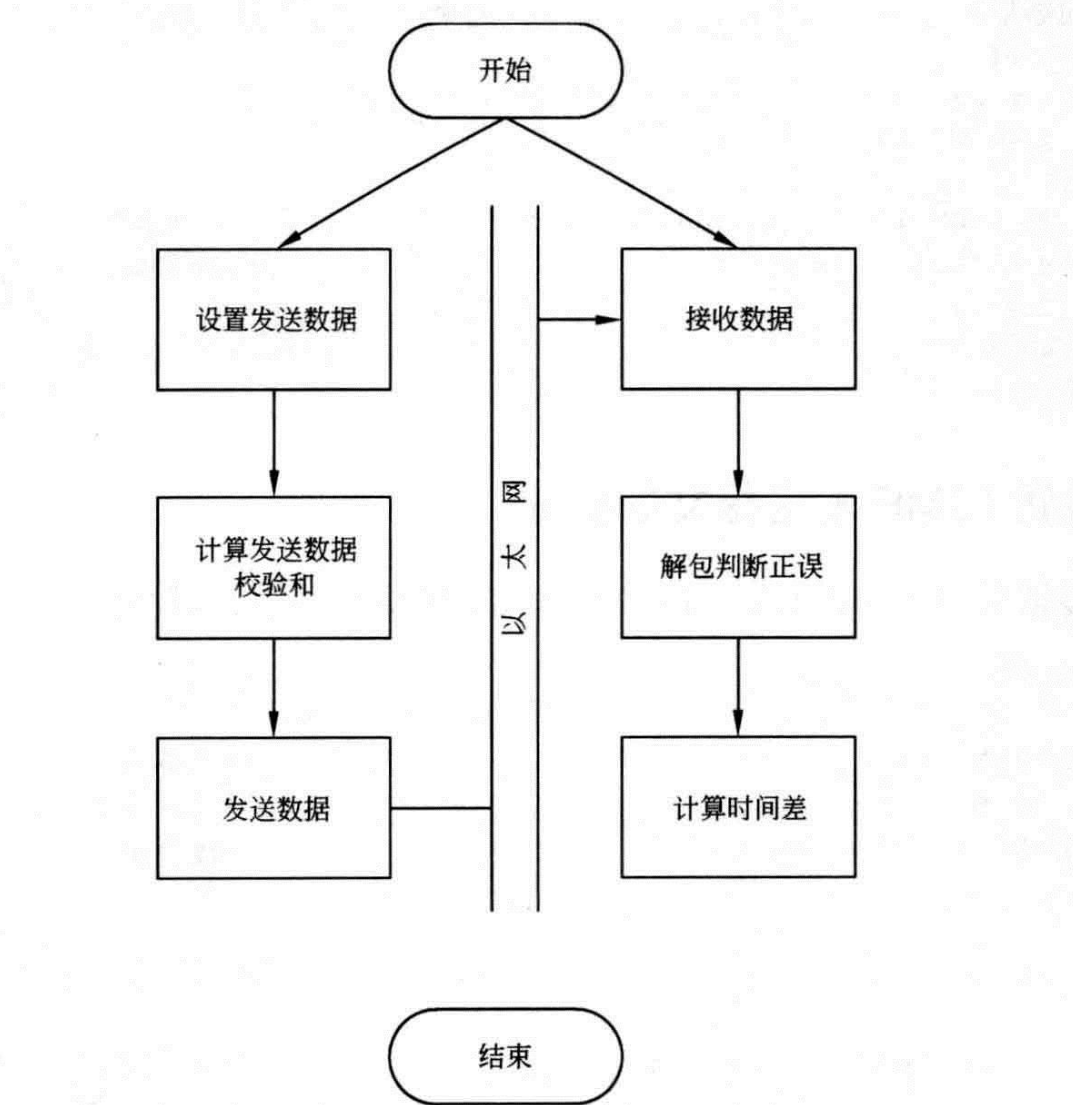 开始
设置发送数据
接收数据
以太网
计算发送数据
校验和
解包判断正误
发送数据
计算时间差
结束